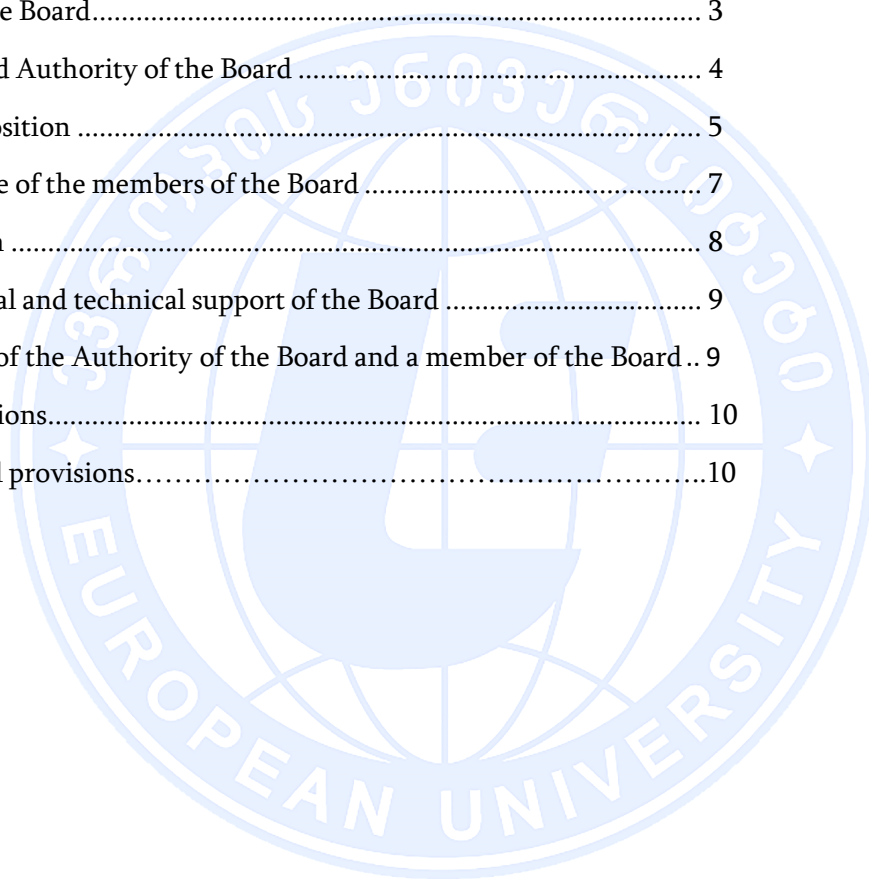 e Board........................................................................................................ 3
d Authority of the Board .................................................................... 4
osition ........................................................................................................ 5
e of the members of the Board ......................................................... 7
n .................................................................................................................... 8
al and technical support of the Board ............................................... 9
of the Authority of the Board and a member of the Board .. 9
ions............................................................................................................ 10
l provisions……………………………………………………..10
ევროპის უნივერსიტეტი
EUROPEAN UNIVERSITY